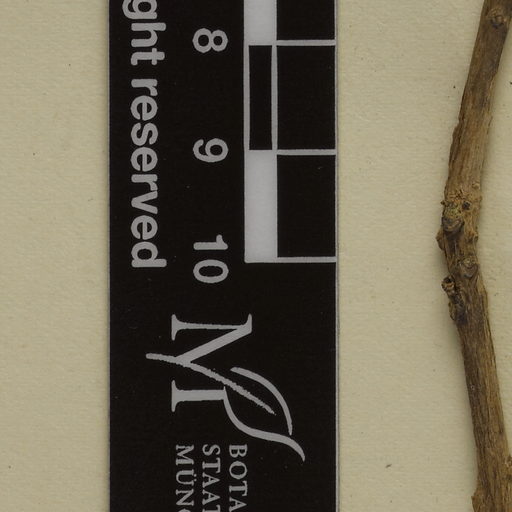 ght reserved
8
9
10
M
BOTA
STAAT
MÜNC